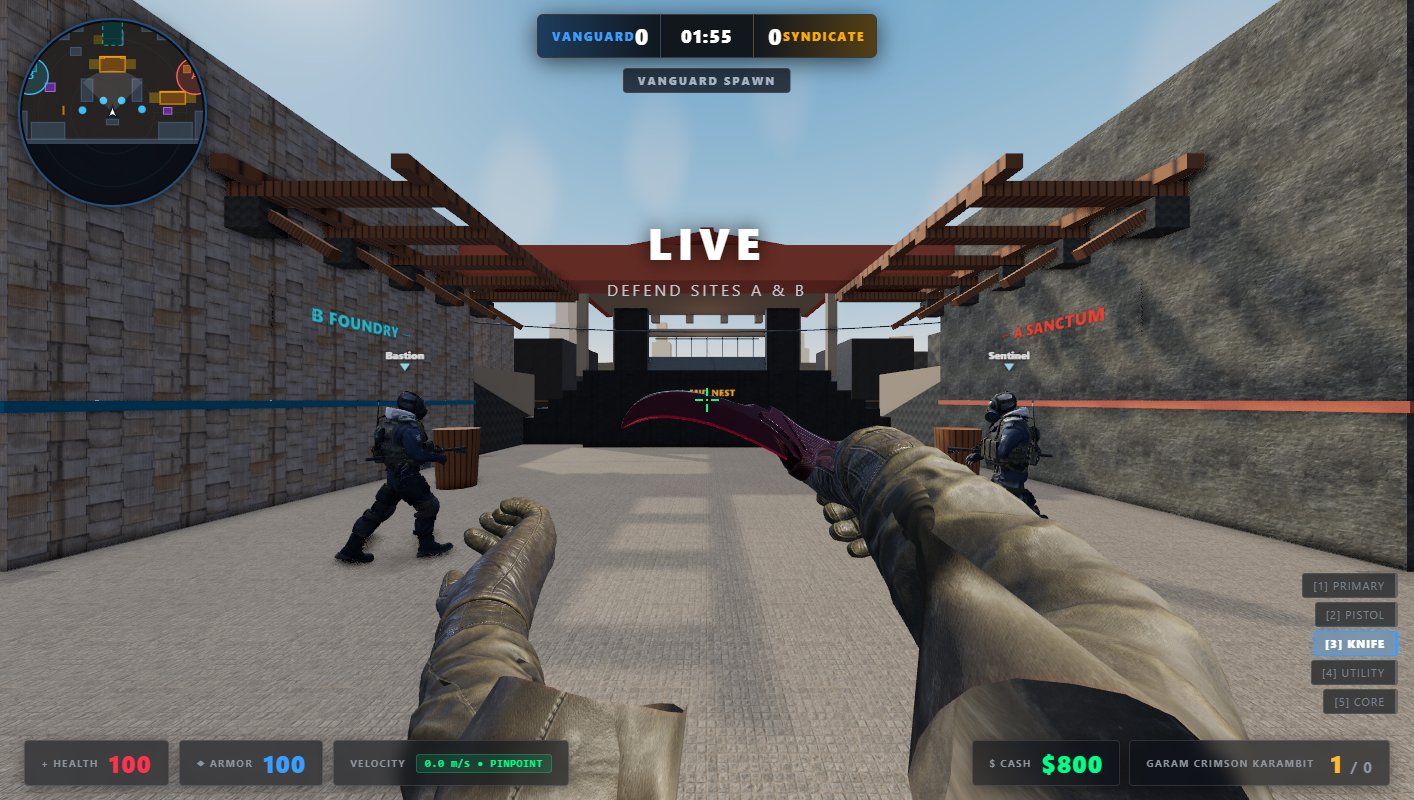 VANGUARD 0 01:55 0 SYNDICATE
VANGUARD SPAWN
B
A
LIVE
DEFEND SITES A & B
B FOUNDRY
A SANCTUM
Bastion
Sentinel
NEST
[1] PRIMARY
[2] PISTOL
[3] KNIFE
[4] UTILITY
[5] CORE
+ HEALTH 100
ARMOR 100
VELOCITY 0.0 m/s • PINPOINT
$ CASH $800
GARAM CRIMSON KARAMBIT 1 / 0